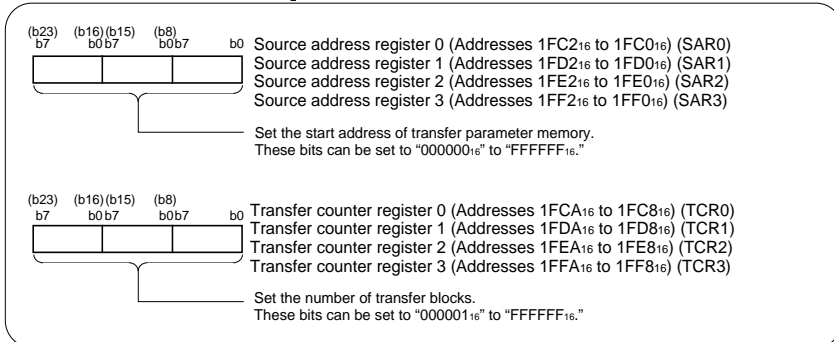 (b23) (b16)(b15) (b8)
b7 b0 b7 b0 b7 b0
Source address register 0 (Addresses 1FC2₁₆ to 1FC0₁₆) (SAR0)
Source address register 1 (Addresses 1FD2₁₆ to 1FD0₁₆) (SAR1)
Source address register 2 (Addresses 1FE2₁₆ to 1FE0₁₆) (SAR2)
Source address register 3 (Addresses 1FF2₁₆ to 1FF0₁₆) (SAR3)
Set the start address of transfer parameter memory.
These bits can be set to “000000₁₆” to “FFFFFF₁₆.”
(b23) (b16)(b15) (b8)
b7 b0 b7 b0 b7 b0
Transfer counter register 0 (Addresses 1FCA₁₆ to 1FC8₁₆) (TCR0)
Transfer counter register 1 (Addresses 1FDA₁₆ to 1FD8₁₆) (TCR1)
Transfer counter register 2 (Addresses 1FEA₁₆ to 1FE8₁₆) (TCR2)
Transfer counter register 3 (Addresses 1FFA₁₆ to 1FF8₁₆) (TCR3)
Set the number of transfer blocks.
These bits can be set to “000001₁₆” to “FFFFFF₁₆.”